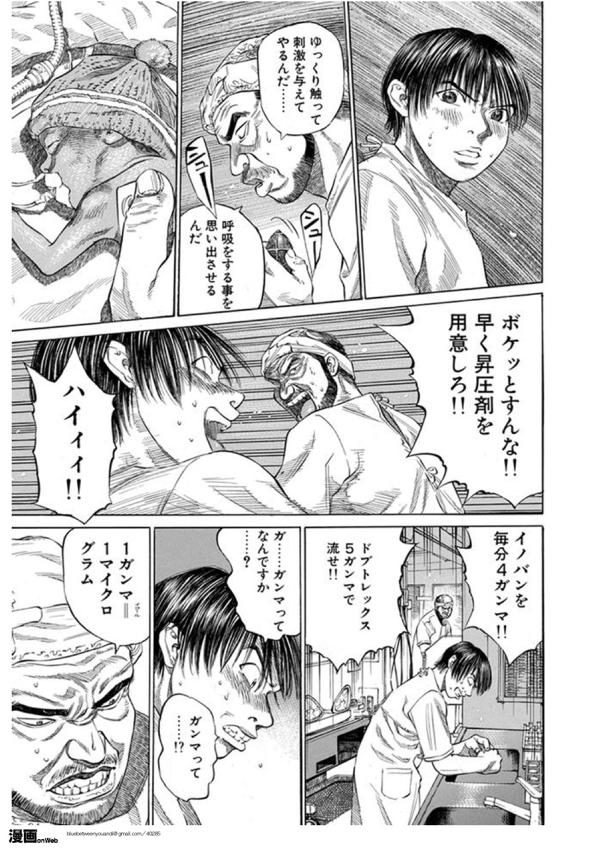 ゆっくり触って
刺激を与えて
やるんだ……
シュー
シュー
呼吸をする事を
思い出させる
んだ
ボケッとすんな!!
早く昇圧剤を
用意しろ!!
ハイィィ!!
イノバンを
毎分4ガンマ!!
ドブトレックス
5ガンマで
流せ!!
ガ……ガンマって
なんですか
……?
ガンマって
……!?
1ガンマ=
1マイクロ
グラム
漫画 on Web
bluebetweenyouandi@gmail.com/40285